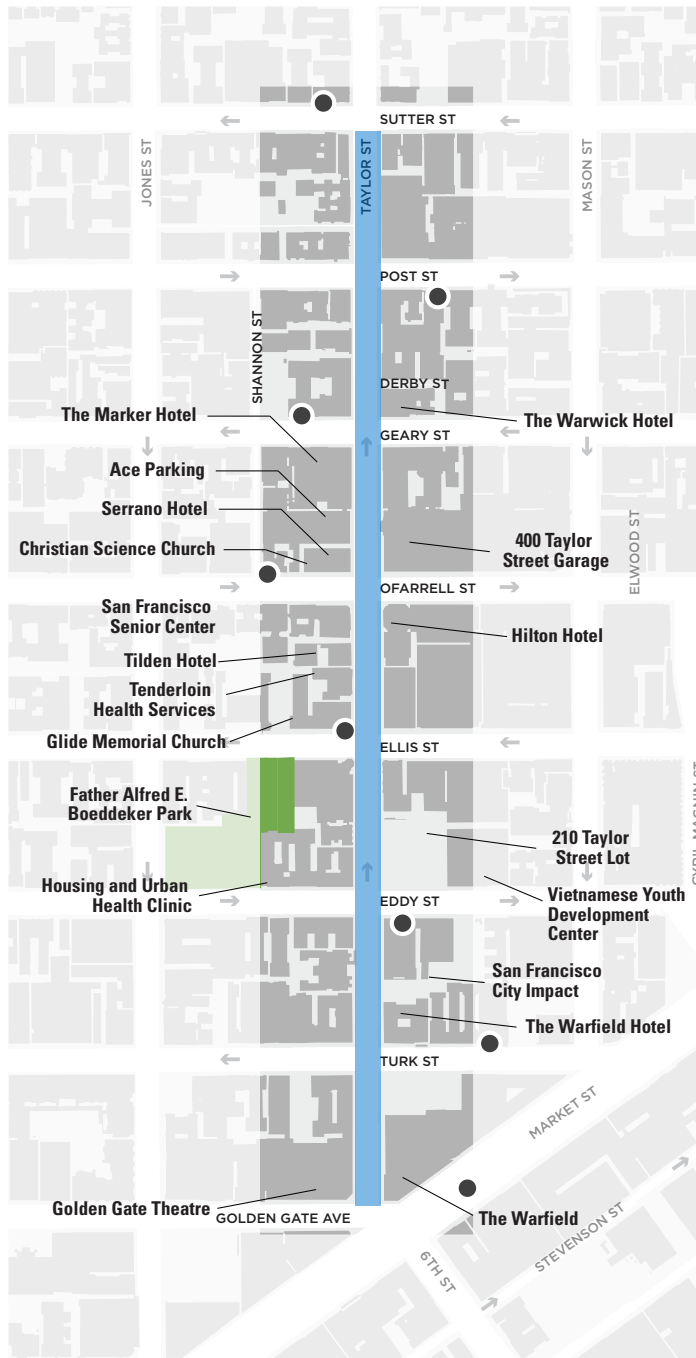 SUTTER ST
JONES ST
TAYLOR ST
MASON ST
POST ST
SHANNON ST
DERBY ST
The Marker Hotel
The Warwick Hotel
GEARY ST
Ace Parking
Serrano Hotel
Christian Science Church
400 Taylor
Street Garage
ELWOOD ST
OFARRELL ST
San Francisco
Senior Center
Hilton Hotel
Tilden Hotel
Tenderloin
Health Services
Glide Memorial Church
ELLIS ST
Father Alfred E.
Boeddeker Park
210 Taylor
Street Lot
CYRIL MAGNIN ST
Housing and Urban
Health Clinic
EDDY ST
Vietnamese Youth
Development
Center
San Francisco
City Impact
The Warfield Hotel
TURK ST
MARKET ST
Golden Gate Theatre
GOLDEN GATE AVE
The Warfield
STEVENSON ST
6TH ST